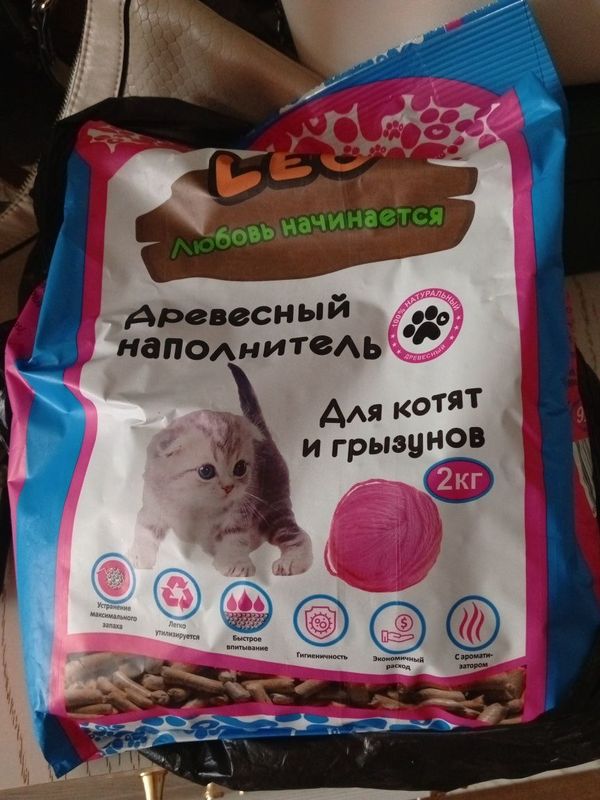 LEO
Любовь начинается
Древесный
наполнитель
100% НАТУРАЛЬНЫЙ
ДРЕВЕСНЫЙ
Для котят
и грызунов
2кг
Устранение
максимального
запаха
Легко
утилизируется
Быстрое
впитывание
Гигиеничность
Экономичный
расход
С аромати-
затором